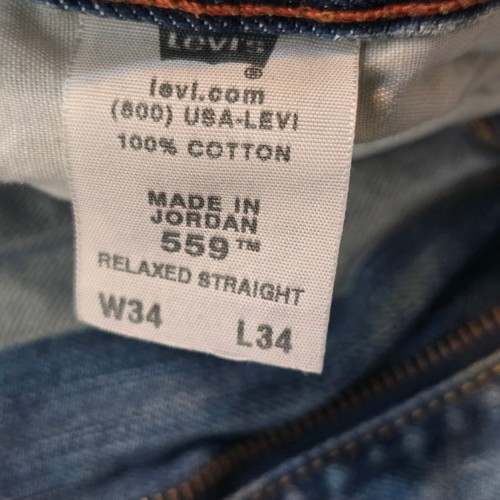 Levi's
®
levi.com
(800) USA-LEVI
100% COTTON
MADE IN
JORDAN
559™
RELAXED STRAIGHT
W34 L34